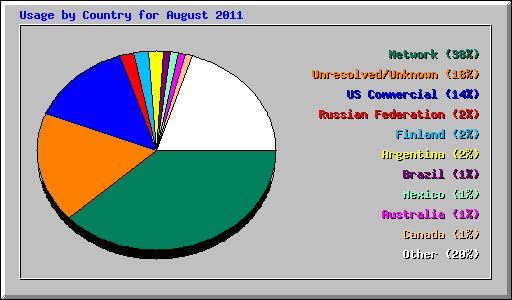 Usage by Country for August 2011
Network (38%)
Unresolved/Unknown (18%)
US Commercial (14%)
Russian Federation (2%)
Finland (2%)
Argentina (2%)
Brazil (1%)
Mexico (1%)
Australia (1%)
Canada (1%)
Other (20%)